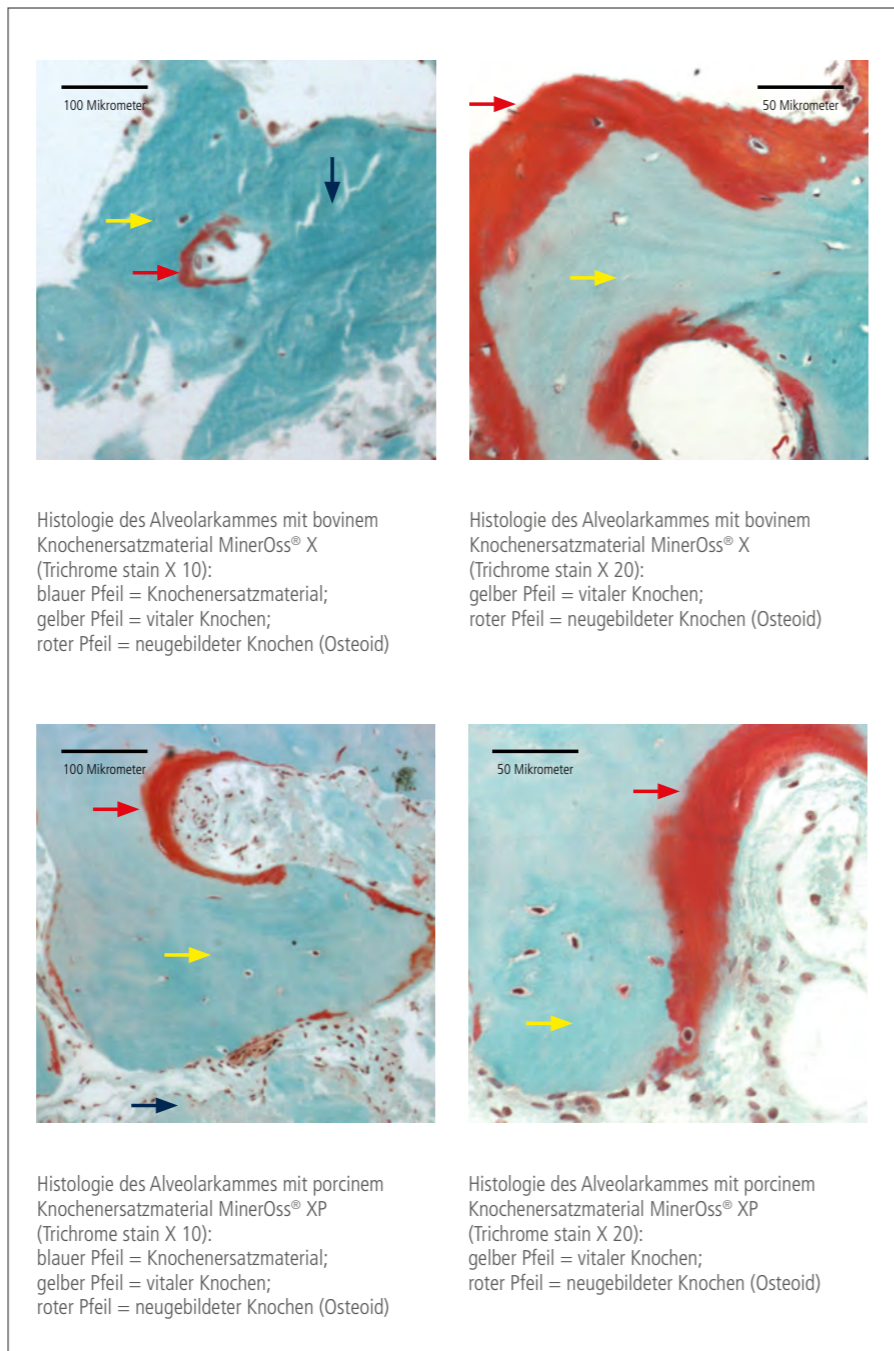 100 Mikrometer
50 Mikrometer
Histologie des Alveolarkammes mit bovinem
Knochenersatzmaterial MinerOss® X
(Trichrome stain X 10):
blauer Pfeil = Knochenersatzmaterial;
gelber Pfeil = vitaler Knochen;
roter Pfeil = neugebildeter Knochen (Osteoid)
Histologie des Alveolarkammes mit bovinem
Knochenersatzmaterial MinerOss® X
(Trichrome stain X 20):
gelber Pfeil = vitaler Knochen;
roter Pfeil = neugebildeter Knochen (Osteoid)
100 Mikrometer
50 Mikrometer
Histologie des Alveolarkammes mit porcinem
Knochenersatzmaterial MinerOss® XP
(Trichrome stain X 10):
blauer Pfeil = Knochenersatzmaterial;
gelber Pfeil = vitaler Knochen;
roter Pfeil = neugebildeter Knochen (Osteoid)
Histologie des Alveolarkammes mit porcinem
Knochenersatzmaterial MinerOss® XP
(Trichrome stain X 20):
gelber Pfeil = vitaler Knochen;
roter Pfeil = neugebildeter Knochen (Osteoid)